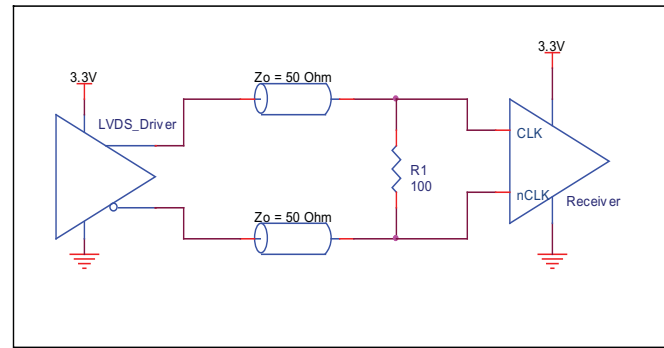 3.3V
LVDS_Driver
Zo = 50 Ohm
Zo = 50 Ohm
R1
100
3.3V
CLK
nCLK
Receiver